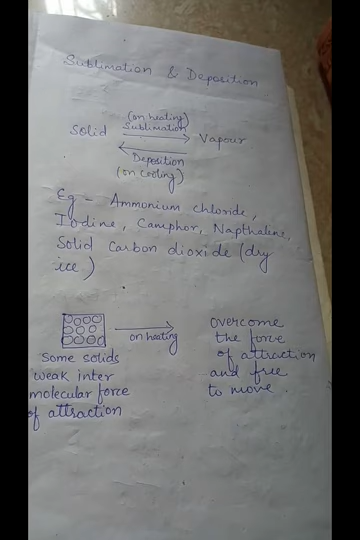 Sublimation & Deposition
(on heating)
Solid Sublimation Vapour
Deposition
(on cooling)
Eg - Ammonium chloride,
Iodine, Camphor, Napthalene,
Solid Carbon dioxide (dry
ice)
on heating
some solids
weak inter
molecular force
of attraction
overcome
the force
of attraction
and free
to move.